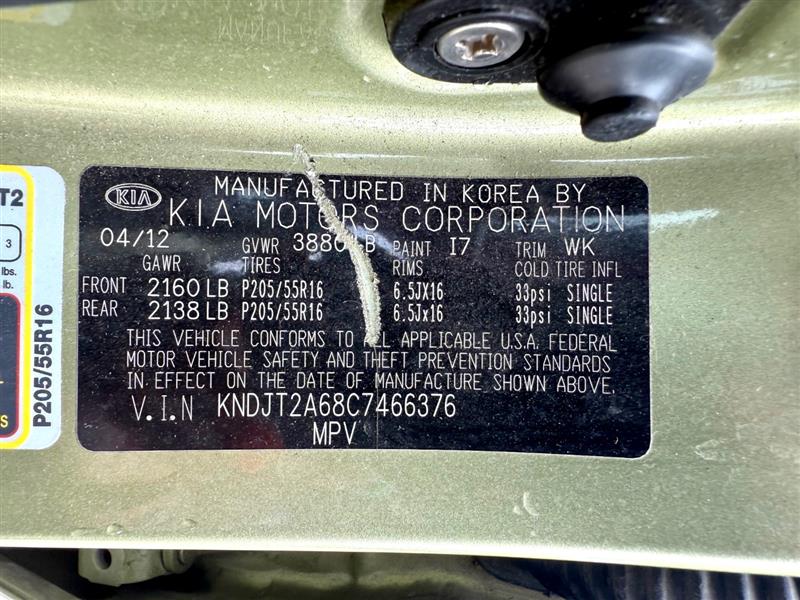 KIA
MANUFACTURED IN KOREA BY
KIA MOTORS CORPORATION
04/12 GVWR PAINT I7 TRIM WK
GAWR TIRES RIMS COLD TIRE INFL
FRONT 2160 LB P205/55R16 6.5JX16 33psi SINGLE
REAR 2138 LB P205/55R16 6.5Jx16 33psi SINGLE
THIS VEHICLE CONFORMS TO ALL APPLICABLE U.S.A. FEDERAL
MOTOR VEHICLE SAFETY AND THEFT PREVENTION STANDARDS
IN EFFECT ON THE DATE OF MANUFACTURE SHOWN ABOVE.
V.I.N KNDJT2A68C7466376
MPV
T2
3
lbs.
lb.
P205/55R16